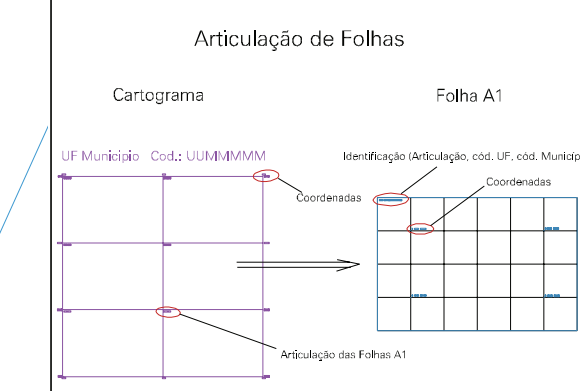 Articulação de Folhas
Cartograma
Folha A1
UF Municipio Cod.: UUMMMMM
Identificação (Articulação, cód. UF, cód. Municíp
Coordenadas
Coordenadas
Articulação das Folhas A1